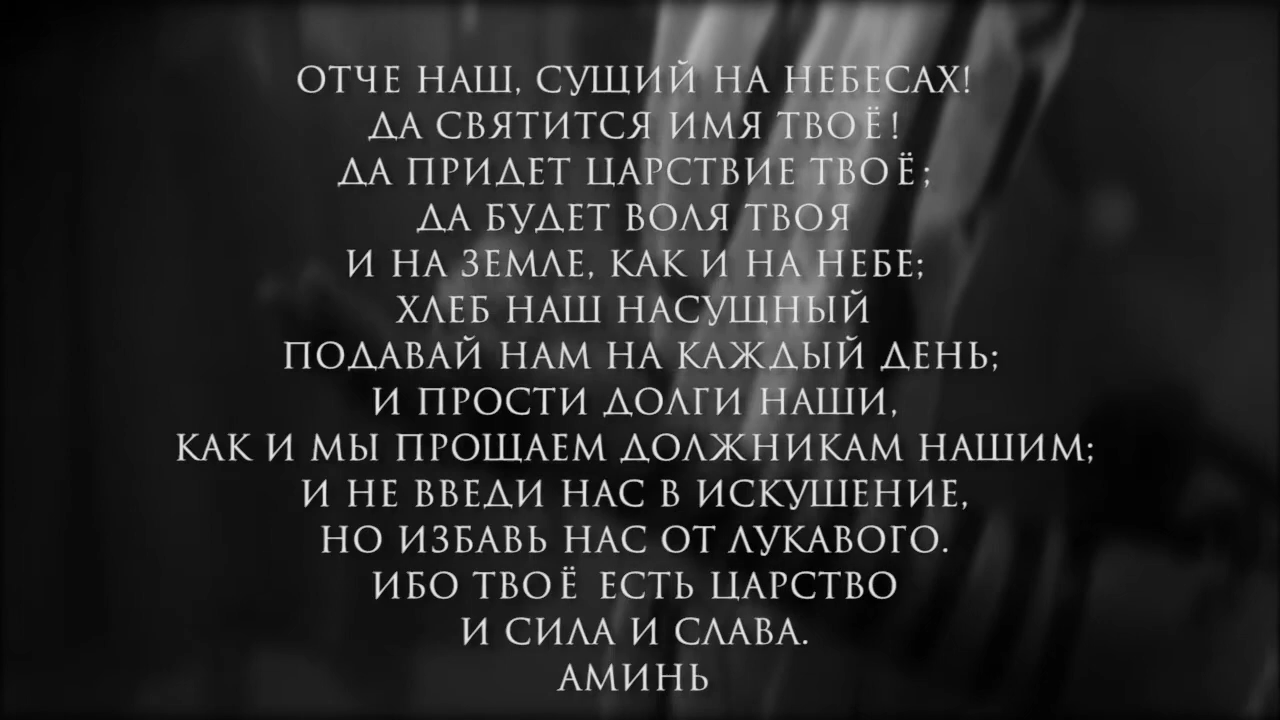 ОТЧЕ НАШ, СУЩИЙ НА НЕБЕСАХ!
ДА СВЯТИТСЯ ИМЯ ТВОЁ!
ДА ПРИДЕТ ЦАРСТВИЕ ТВОЁ;
ДА БУДЕТ ВОЛЯ ТВОЯ
И НА ЗЕМЛЕ, КАК И НА НЕБЕ;
ХЛЕБ НАШ НАСУЩНЫЙ
ПОДАВАЙ НАМ НА КАЖДЫЙ ДЕНЬ;
И ПРОСТИ ДОЛГИ НАШИ,
КАК И МЫ ПРОЩАЕМ ДОЛЖНИКАМ НАШИМ;
И НЕ ВВЕДИ НАС В ИСКУШЕНИЕ,
НО ИЗБАВЬ НАС ОТ ЛУКАВОГО.
ИБО ТВОЁ ЕСТЬ ЦАРСТВО
И СИЛА И СЛАВА.
АМИНЬ